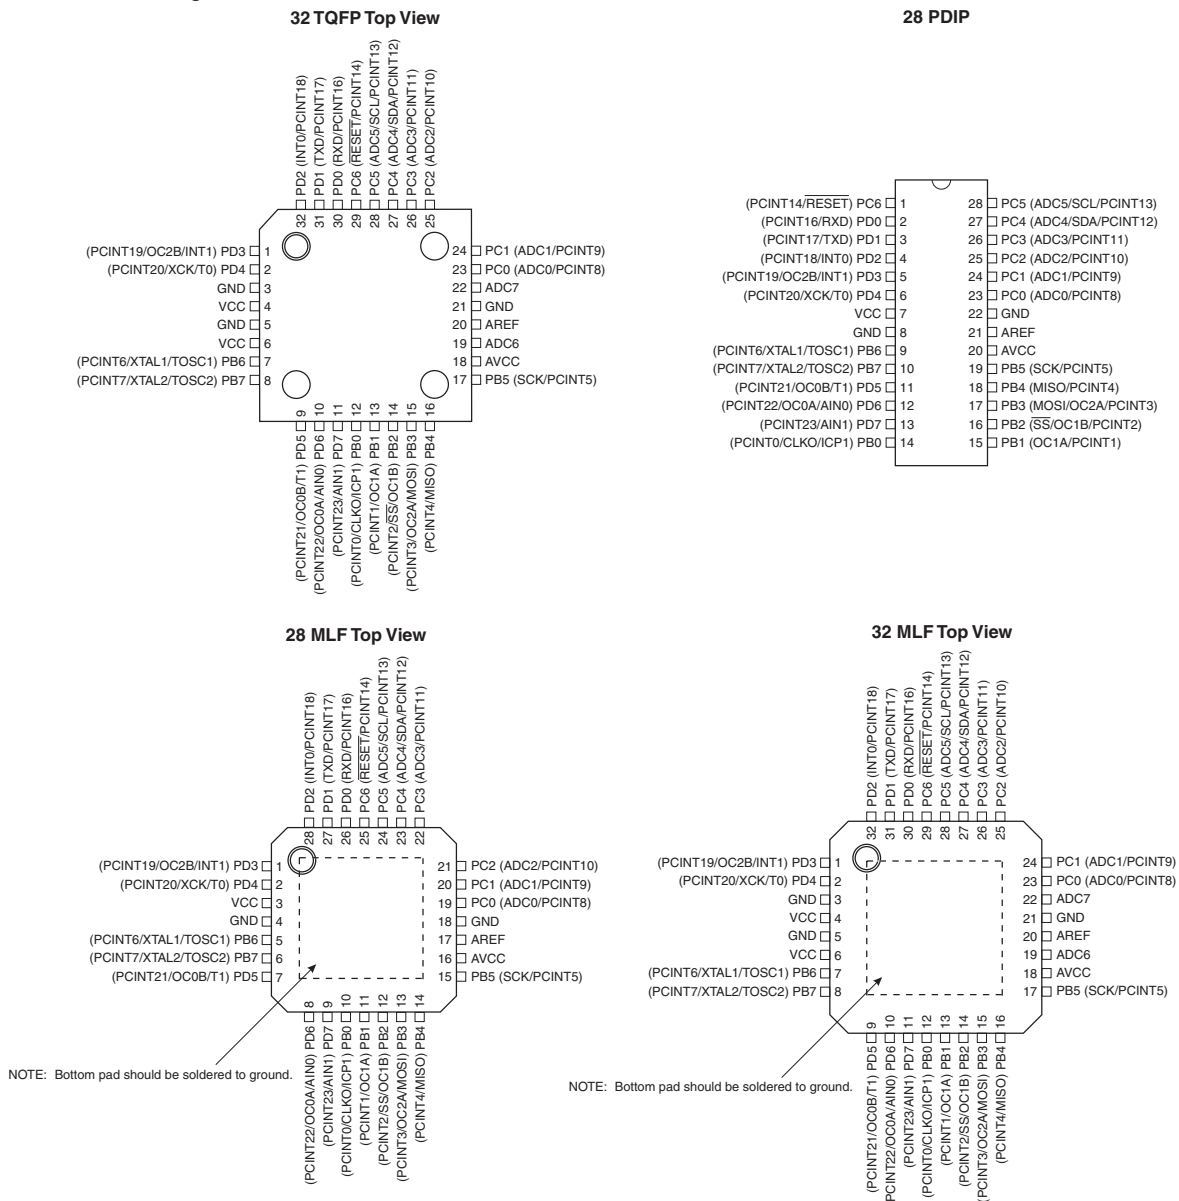 32 TQFP Top View
PD2 (INT0/PCINT18)
PD1 (TXD/PCINT17)
PD0 (RXD/PCINT16)
PC6 (RESET/PCINT14)
PC5 (ADC5/SCL/PCINT13)
PC4 (ADC4/SDA/PCINT12)
PC3 (ADC3/PCINT11)
PC2 (ADC2/PCINT10)
32 31 30 29 28 27 26 25
(PCINT19/OC2B/INT1) PD3 1
(PCINT20/XCK/T0) PD4 2
GND 3
VCC 4
GND 5
VCC 6
(PCINT6/XTAL1/TOSC1) PB6 7
(PCINT7/XTAL2/TOSC2) PB7 8
24 PC1 (ADC1/PCINT9)
23 PC0 (ADC0/PCINT8)
22 ADC7
21 GND
20 AREF
19 ADC6
18 AVCC
17 PB5 (SCK/PCINT5)
9 10 11 12 13 14 15 16
(PCINT21/OC0B/T1) PD5
(PCINT22/OC0A/AIN0) PD6
(PCINT23/AIN1) PD7
(PCINT0/CLKO/ICP1) PB0
(PCINT1/OC1A) PB1
(PCINT2/SS/OC1B) PB2
(PCINT3/OC2A/MOSI) PB3
(PCINT4/MISO) PB4
28 PDIP
(PCINT14/RESET) PC6 1
(PCINT16/RXD) PD0 2
(PCINT17/TXD) PD1 3
(PCINT18/INT0) PD2 4
(PCINT19/OC2B/INT1) PD3 5
(PCINT20/XCK/T0) PD4 6
VCC 7
GND 8
(PCINT6/XTAL1/TOSC1) PB6 9
(PCINT7/XTAL2/TOSC2) PB7 10
(PCINT21/OC0B/T1) PD5 11
(PCINT22/OC0A/AIN0) PD6 12
(PCINT23/AIN1) PD7 13
(PCINT0/CLKO/ICP1) PB0 14
28 PC5 (ADC5/SCL/PCINT13)
27 PC4 (ADC4/SDA/PCINT12)
26 PC3 (ADC3/PCINT11)
25 PC2 (ADC2/PCINT10)
24 PC1 (ADC1/PCINT9)
23 PC0 (ADC0/PCINT8)
22 GND
21 AREF
20 AVCC
19 PB5 (SCK/PCINT5)
18 PB4 (MISO/PCINT4)
17 PB3 (MOSI/OC2A/PCINT3)
16 PB2 (SS/OC1B/PCINT2)
15 PB1 (OC1A/PCINT1)
28 MLF Top View
PD2 (INT0/PCINT18)
PD1 (TXD/PCINT17)
PD0 (RXD/PCINT16)
PC6 (RESET/PCINT14)
PC5 (ADC5/SCL/PCINT13)
PC4 (ADC4/SDA/PCINT12)
PC3 (ADC3/PCINT11)
28 27 26 25 24 23 22
(PCINT19/OC2B/INT1) PD3 1
(PCINT20/XCK/T0) PD4 2
VCC 3
GND 4
(PCINT6/XTAL1/TOSC1) PB6 5
(PCINT7/XTAL2/TOSC2) PB7 6
(PCINT21/OC0B/T1) PD5 7
21 PC2 (ADC2/PCINT10)
20 PC1 (ADC1/PCINT9)
19 PC0 (ADC0/PCINT8)
18 GND
17 AREF
16 AVCC
15 PB5 (SCK/PCINT5)
8 9 10 11 12 13 14
(PCINT22/OC0A/AIN0) PD6
(PCINT23/AIN1) PD7
(PCINT0/CLKO/ICP1) PB0
(PCINT1/OC1A) PB1
(PCINT2/SS/OC1B) PB2
(PCINT3/OC2A/MOSI) PB3
(PCINT4/MISO) PB4
NOTE: Bottom pad should be soldered to ground.
32 MLF Top View
PD2 (INT0/PCINT18)
PD1 (TXD/PCINT17)
PD0 (RXD/PCINT16)
PC6 (RESET/PCINT14)
PC5 (ADC5/SCL/PCINT13)
PC4 (ADC4/SDA/PCINT12)
PC3 (ADC3/PCINT11)
PC2 (ADC2/PCINT10)
32 31 30 29 28 27 26 25
(PCINT19/OC2B/INT1) PD3 1
(PCINT20/XCK/T0) PD4 2
GND 3
VCC 4
GND 5
VCC 6
(PCINT6/XTAL1/TOSC1) PB6 7
(PCINT7/XTAL2/TOSC2) PB7 8
24 PC1 (ADC1/PCINT9)
23 PC0 (ADC0/PCINT8)
22 ADC7
21 GND
20 AREF
19 ADC6
18 AVCC
17 PB5 (SCK/PCINT5)
9 10 11 12 13 14 15 16
(PCINT21/OC0B/T1) PD5
PCINT22/OC0A/AIN0) PD6
(PCINT23/AIN1) PD7
(PCINT0/CLKO/ICP1) PB0
(PCINT1/OC1A) PB1
(PCINT2/SS/OC1B) PB2
(PCINT3/OC2A/MOSI) PB3
(PCINT4/MISO) PB4
NOTE: Bottom pad should be soldered to ground.